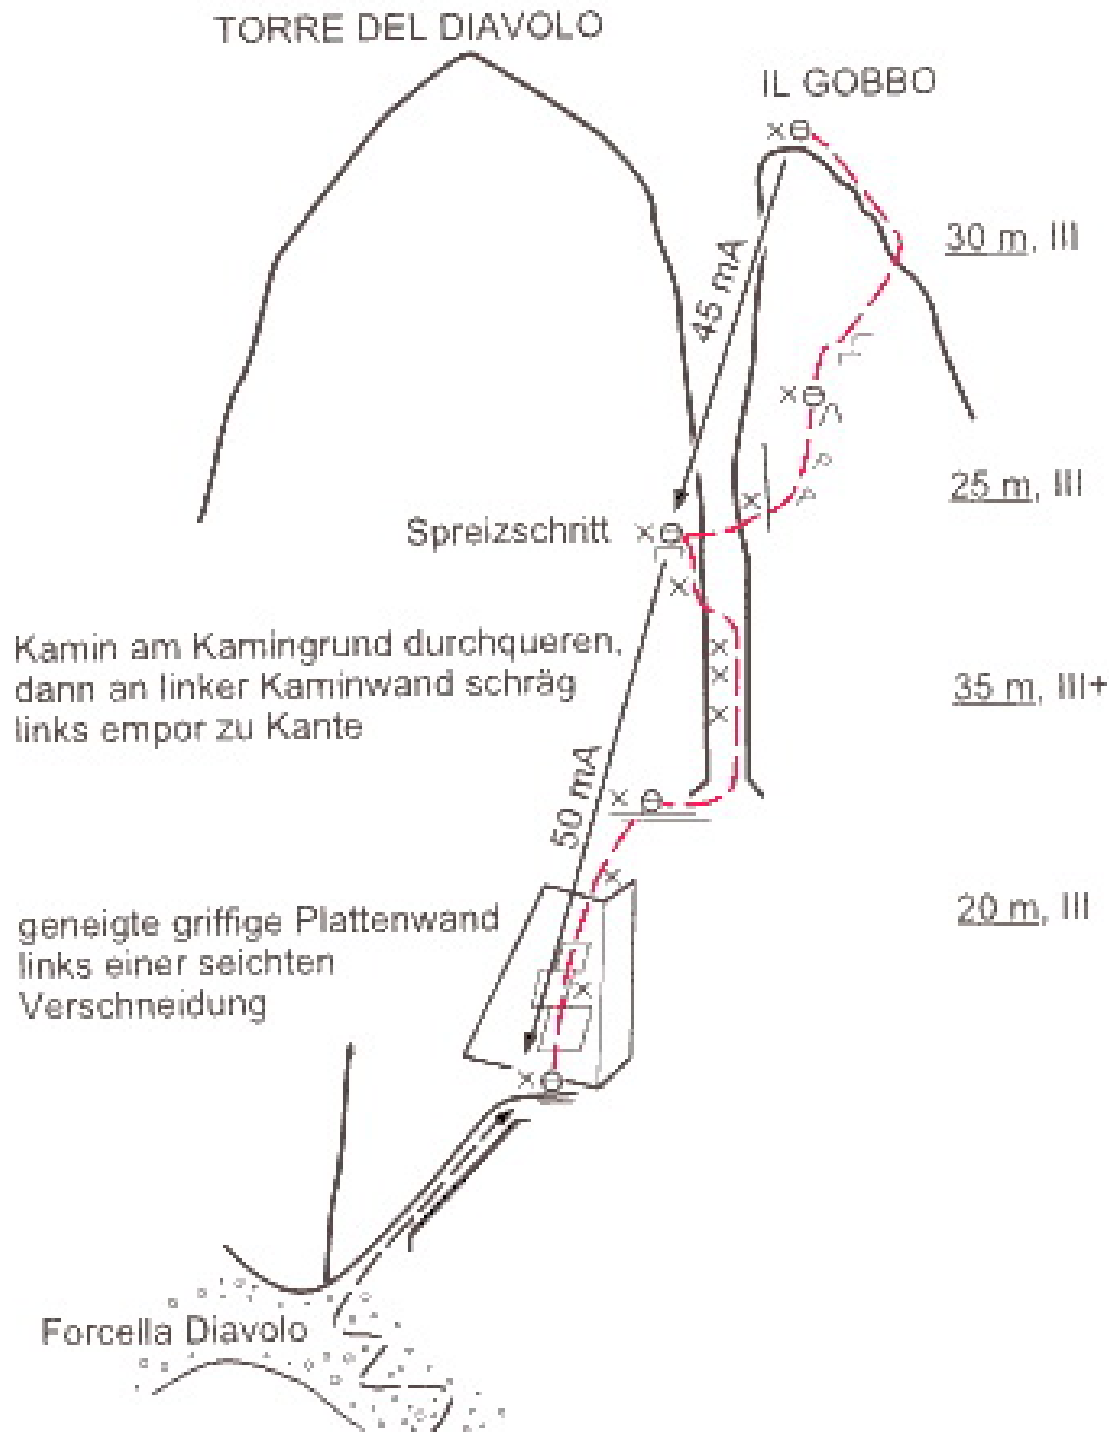 TORRE DEL DIAVOLO
IL GOBBO
30 m, III
45 mA
25 m, III
Spreizschritt
Kamin am Kamingrund durchqueren,
dann an linker Kaminwand schräg
links empor zu Kante
35 m, III+
50 mA
geneigte griffige Plattenwand
links einer seichten
Verschneidung
20 m, III
Forcella Diavolo